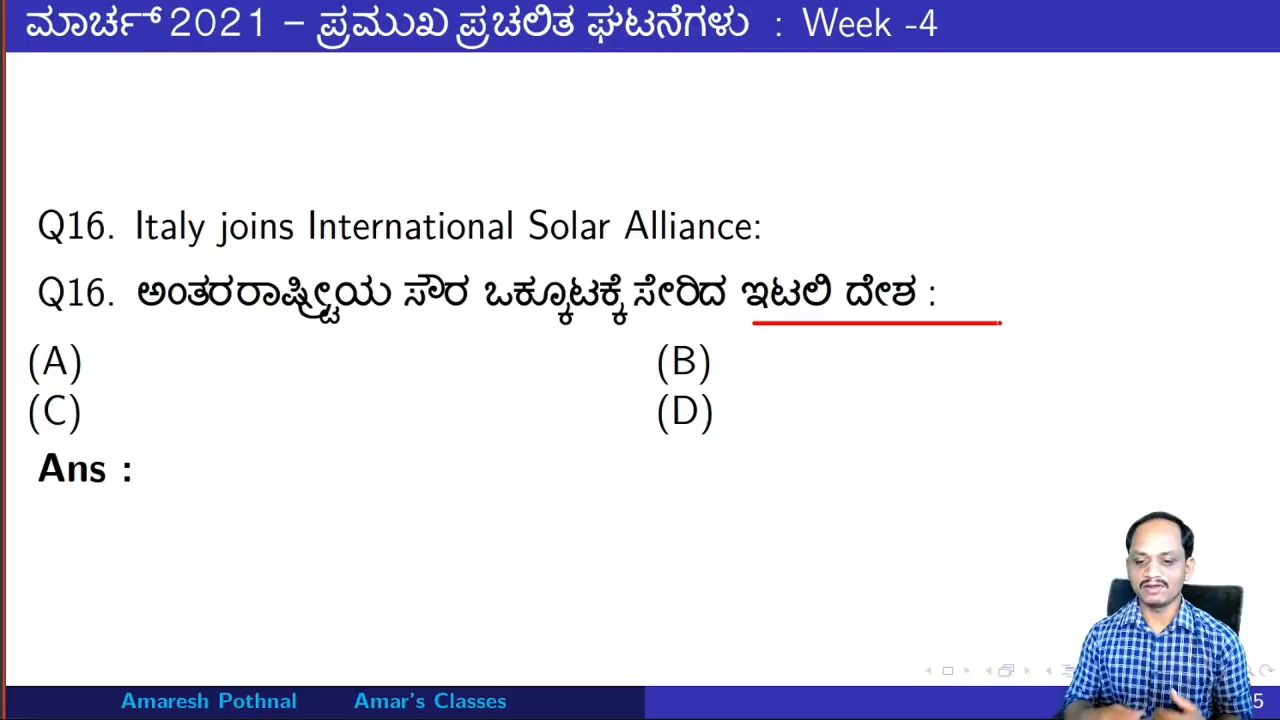 ಮಾರ್ಚ್ 2021 – ಪ್ರಮುಖ ಪ್ರಚಲಿತ ಘಟನೆಗಳು : Week -4
Q16. Italy joins International Solar Alliance:
Q16. ಅಂತರರಾಷ್ಟ್ರೀಯ ಸೌರ ಒಕ್ಕೂಟಕ್ಕೆ ಸೇರಿದ ಇಟಲಿ ದೇಶ :
(A) (B)
(C) (D)
Ans :
Amaresh Pothnal Amar's Classes 5